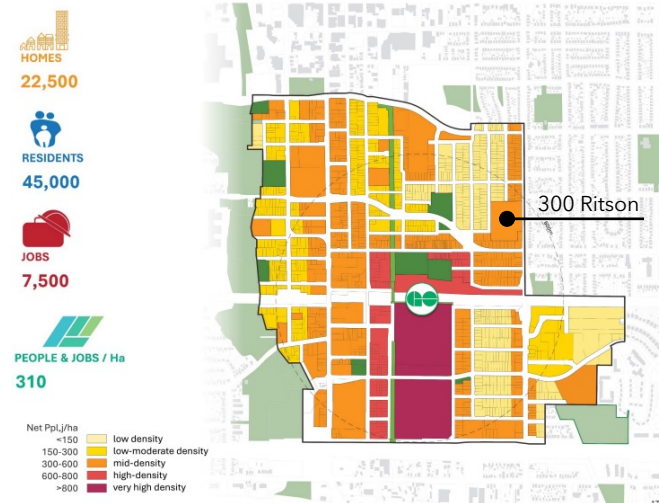 HOMES
22,500
RESIDENTS
45,000
JOBS
7,500
PEOPLE & JOBS / Ha
310
300 Ritson
GO
Net Ppl,j/ha
<150 low density
150-300 low-moderate density
300-600 mid-density
600-800 high-density
>800 very high density